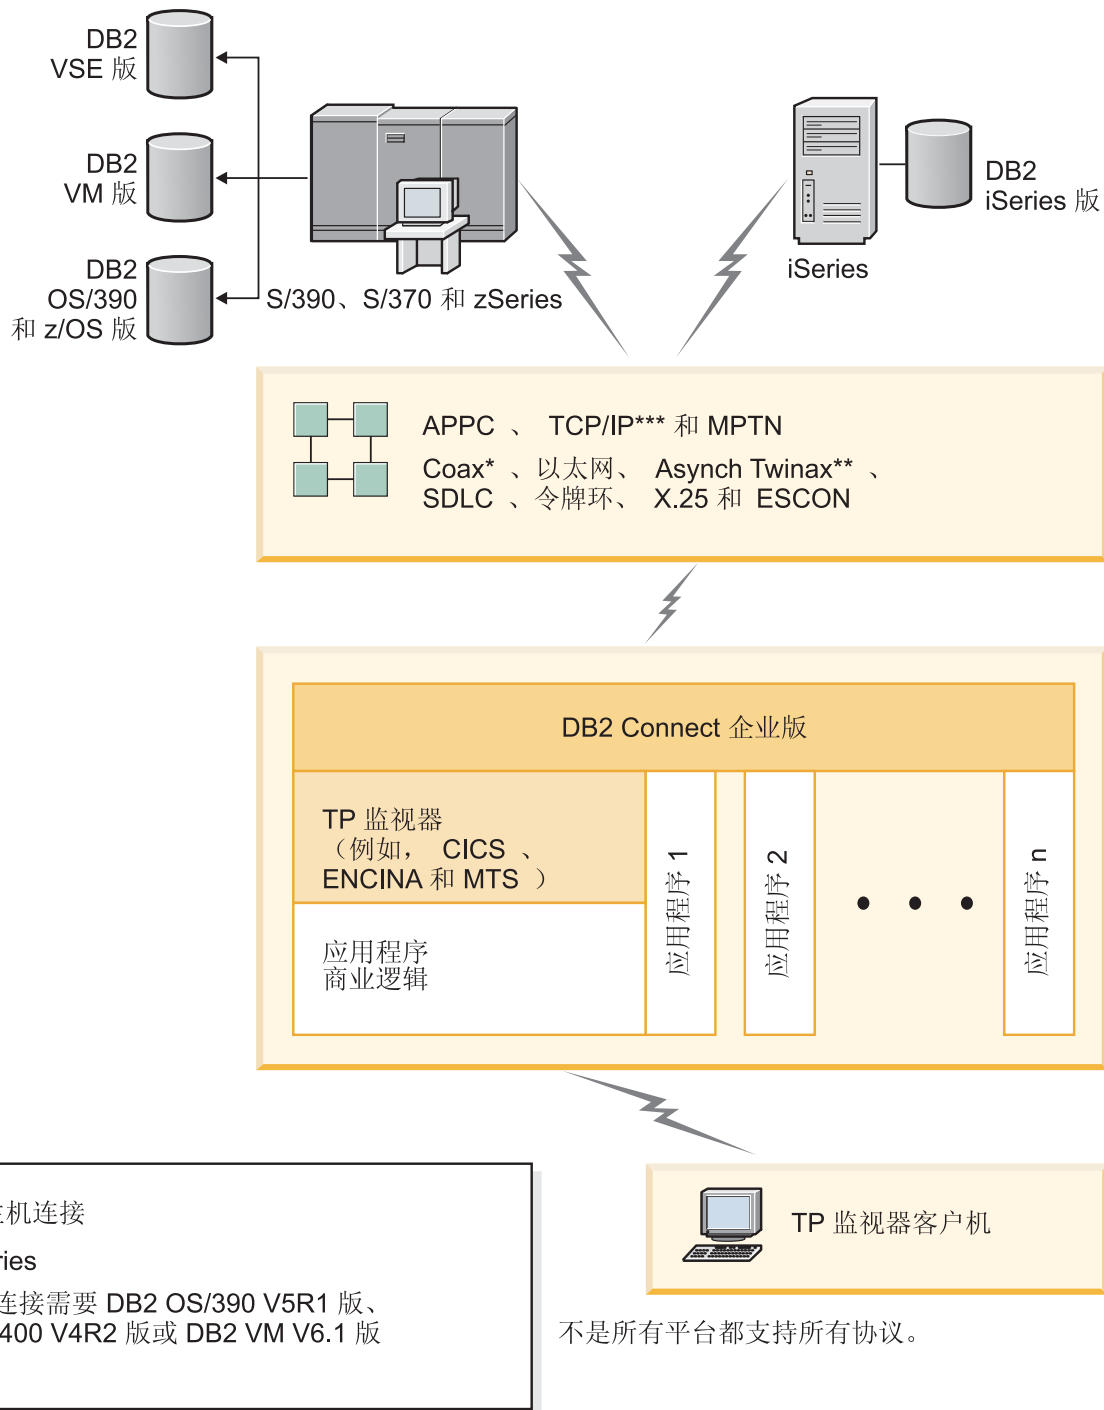 DB2
VSE 版
DB2
VM 版
DB2
OS/390
和 z/OS 版
S/390、S/370 和 zSeries
DB2
iSeries 版
iSeries
APPC 、 TCP/IP*** 和 MPTN
Coax* 、以太网、 Asynch Twinax** 、
SDLC 、令牌环、 X.25 和 ESCON
DB2 Connect 企业版
TP 监视器
（例如， CICS 、
ENCINA 和 MTS ）
应用程序
商业逻辑
应用程序 1
应用程序 2
应用程序 n
TP 监视器客户机
主机连接
ries
连接需要 DB2 OS/390 V5R1 版、
400 V4R2 版或 DB2 VM V6.1 版
不是所有平台都支持所有协议。